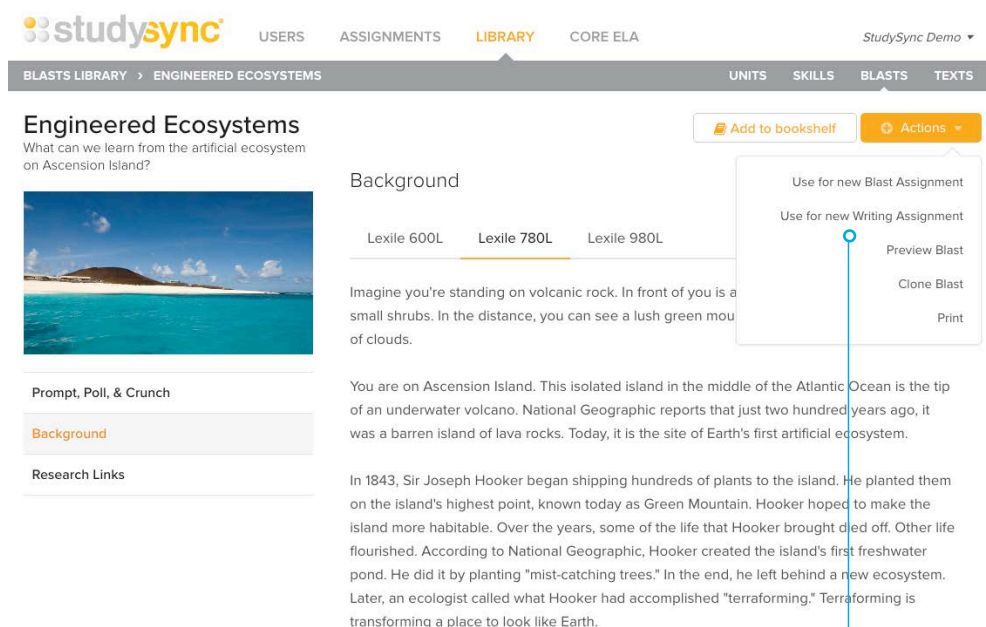 studysync
USERS ASSIGNMENTS LIBRARY CORE ELA StudySync Demo
BLASTS LIBRARY › ENGINEERED ECOSYSTEMS UNITS SKILLS BLASTS TEXTS
Engineered Ecosystems
What can we learn from the artificial ecosystem
on Ascension Island?
Prompt, Poll, & Crunch
Background
Research Links
Add to bookshelf
Actions
Use for new Blast Assignment
Use for new Writing Assignment
Preview Blast
Clone Blast
Print
Background
Lexile 600L Lexile 780L Lexile 980L
Imagine you're standing on volcanic rock. In front of you is a
small shrubs. In the distance, you can see a lush green mou
of clouds.
You are on Ascension Island. This isolated island in the middle of the Atlantic Ocean is the tip
of an underwater volcano. National Geographic reports that just two hundred years ago, it
was a barren island of lava rocks. Today, it is the site of Earth's first artificial ecosystem.
In 1843, Sir Joseph Hooker began shipping hundreds of plants to the island. He planted them
on the island's highest point, known today as Green Mountain. Hooker hoped to make the
island more habitable. Over the years, some of the life that Hooker brought died off. Other life
flourished. According to National Geographic, Hooker created the island's first freshwater
pond. He did it by planting "mist-catching trees." In the end, he left behind a new ecosystem.
Later, an ecologist called what Hooker had accomplished "terraforming." Terraforming is
transforming a place to look like Earth.